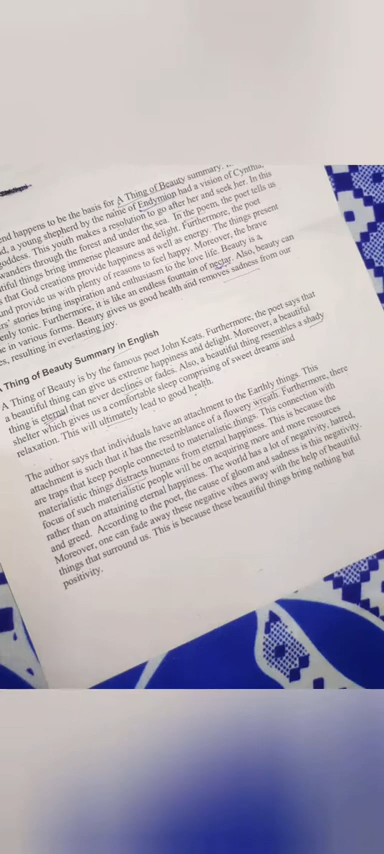 end happens to be the basis for A Thing of Beauty summary.
a young shepherd by the name of Endymion had a vision of Cynthia,
oddess. This youth makes a resolution to go after her and seek her. In this
anders through the forest and under the sea. In the poem, the poet tells us
tiful things bring immense pleasure and delight. Furthermore, the poet
s that God creations provide happiness as well as energy. The things present
und provide us with plenty of reasons to feel happy. Moreover, the brave
rs' stories bring inspiration and enthusiasm to the love life. Beauty is a
enly tonic. Furthermore, it is like an endless fountain of nectar. Also, beauty can
e in various forms. Beauty gives us good health and removes sadness from our
es, resulting in everlasting joy.
A Thing of Beauty Summary in English
A Thing of Beauty is by the famous poet John Keats. Furthermore, the poet says that
a beautiful thing can give us extreme happiness and delight. Moreover, a beautiful
thing is eternal that never declines or fades. Also, a beautiful thing resembles a shady
shelter which gives us a comfortable sleep comprising of sweet dreams and
relaxation. This will ultimately lead to good health.
The author says that individuals have an attachment to the Earthly things. This
attachment is such that it has the resemblance of a flowery wreath. Furthermore, there
are traps that keep people connected to materialistic things. This connection with
materialistic things distracts humans from eternal happiness. This is because the
focus of such materialistic people will be on acquiring more and more resources
rather than on attaining eternal happiness. The world has a lot of negativity, hatred,
and greed. According to the poet, the cause of gloom and sadness is this negativity.
Moreover, one can fade away these negative vibes away with the help of beautiful
things that surround us. This is because these beautiful things bring nothing but
positivity.